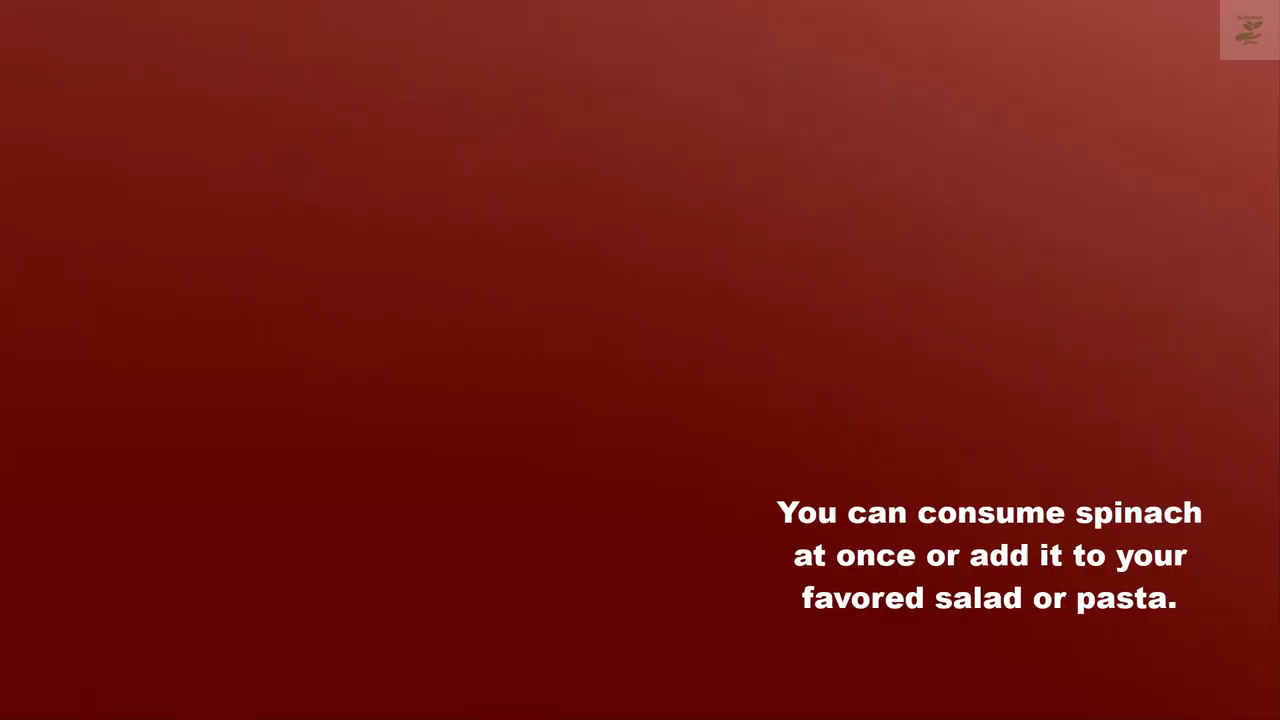 You can consume spinach
at once or add it to your
favored salad or pasta.